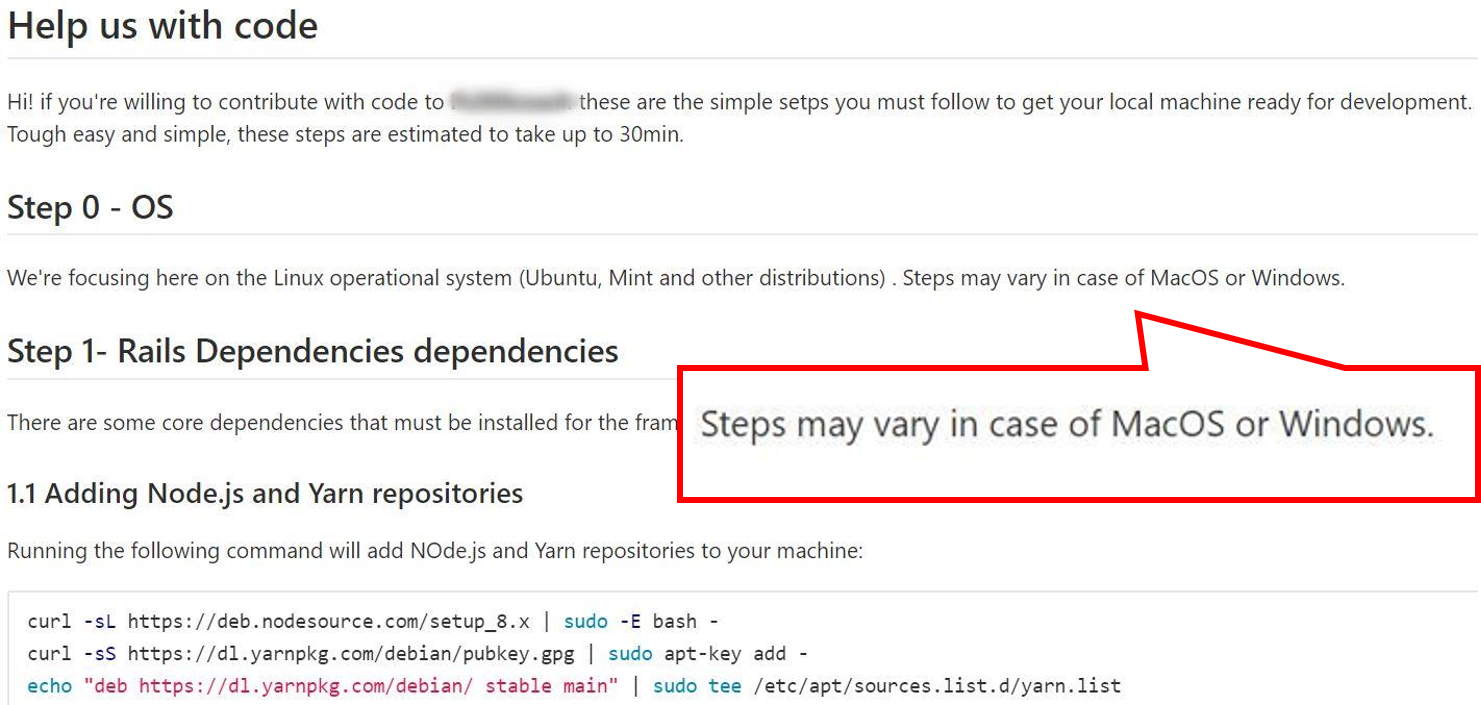 Help us with code
Hi! if you're willing to contribute with code to these are the simple setps you must follow to get your local machine ready for development.
Tough easy and simple, these steps are estimated to take up to 30min.
Step 0 - OS
We're focusing here on the Linux operational system (Ubuntu, Mint and other distributions) . Steps may vary in case of MacOS or Windows.
Step 1- Rails Dependencies dependencies
There are some core dependencies that must be installed for the fram
Steps may vary in case of MacOS or Windows.
1.1 Adding Node.js and Yarn repositories
Running the following command will add NOde.js and Yarn repositories to your machine:
curl -sL https://deb.nodesource.com/setup_8.x | sudo -E bash -
curl -sS https://dl.yarnpkg.com/debian/pubkey.gpg | sudo apt-key add -
echo "deb https://dl.yarnpkg.com/debian/ stable main" | sudo tee /etc/apt/sources.list.d/yarn.list